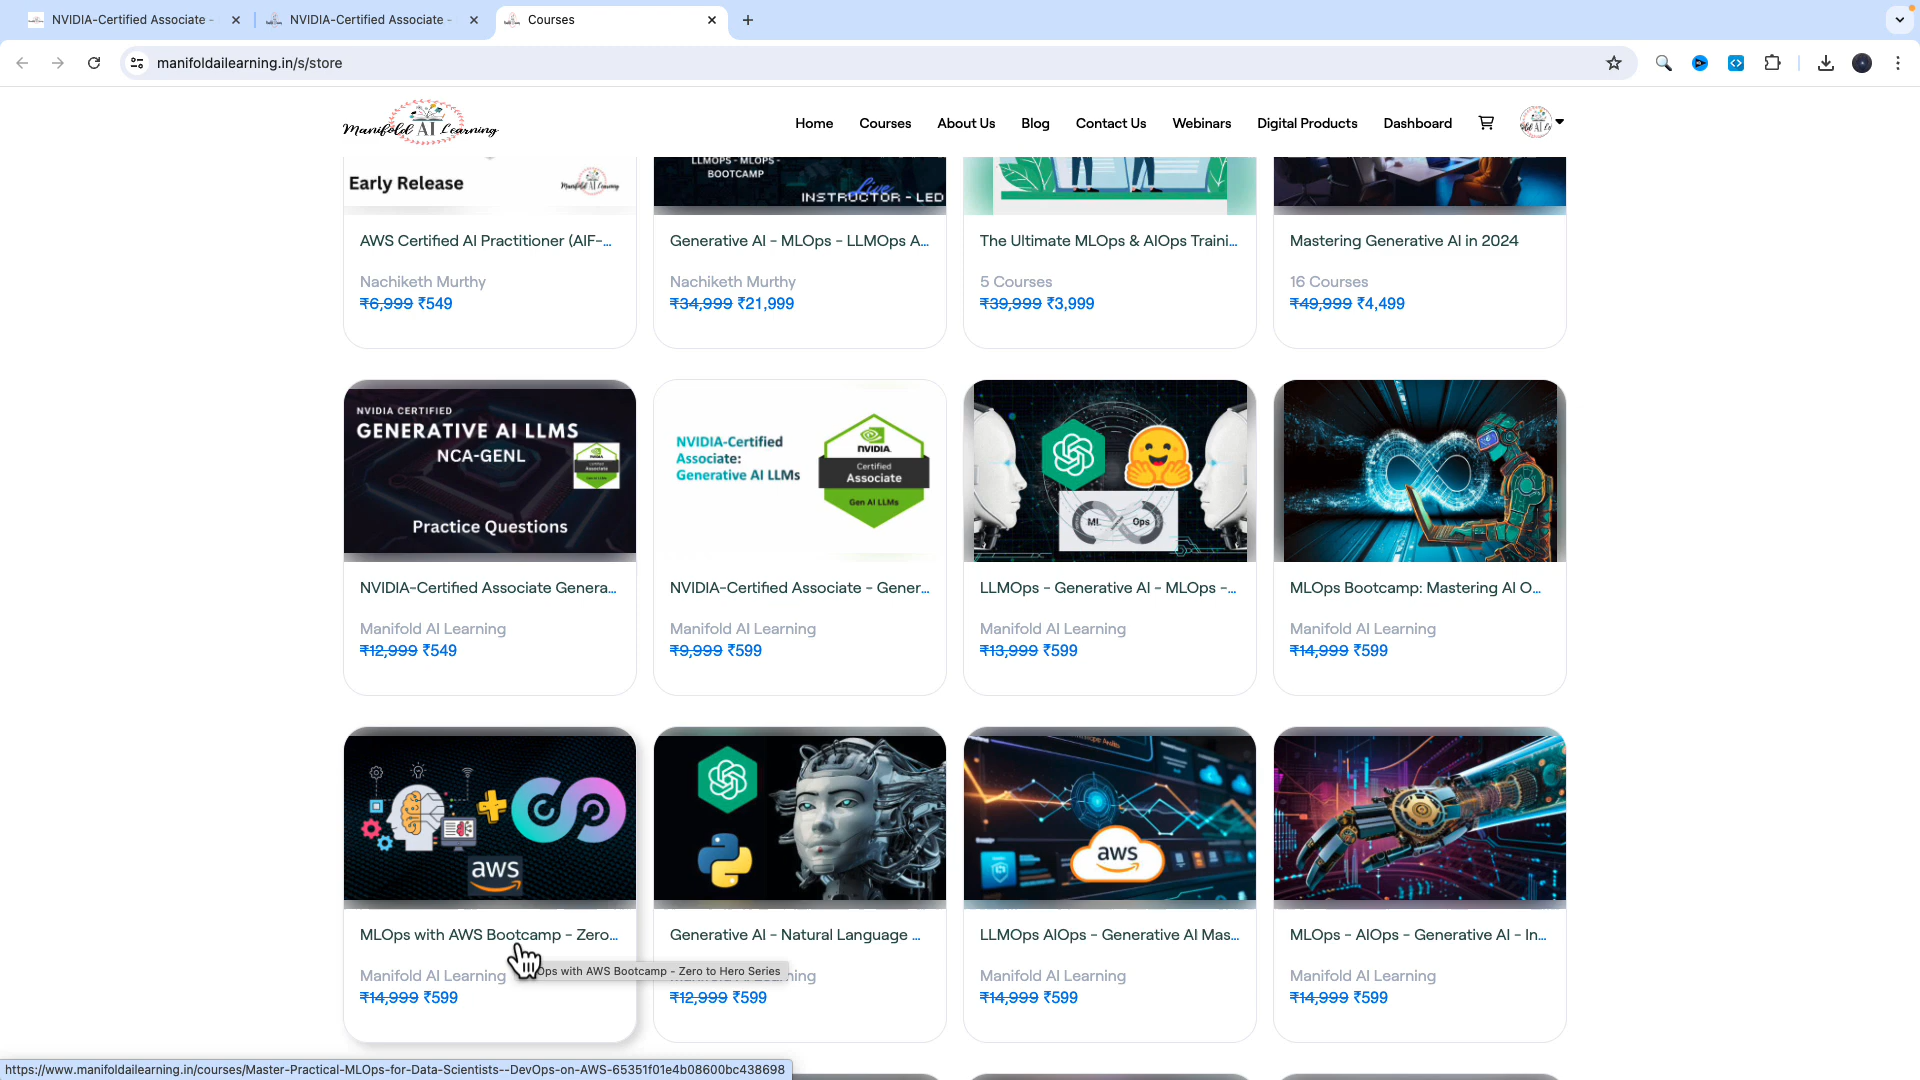 NVIDIA-Certified Associate -
NVIDIA-Certified Associate -
Courses
manifoldailearning.in/s/store
Manifold AI Learning
Home
Courses
About Us
Blog
Contact Us
Webinars
Digital Products
Dashboard
Early Release
Manifold AI Learning
LLMOPS - MLOPS -
BOOTCAMP
Live
INSTRUCTOR - LED
AWS Certified AI Practitioner (AIF-...
Nachiketh Murthy
₹6,999 ₹549
Generative AI - MLOps - LLMOps A...
Nachiketh Murthy
₹34,999 ₹21,999
The Ultimate MLOps & AIOps Traini...
5 Courses
₹39,999 ₹3,999
Mastering Generative AI in 2024
16 Courses
₹49,999 ₹4,499
NVIDIA CERTIFIED
GENERATIVE AI LLMS
NCA-GENL
Practice Questions
NVIDIA-Certified Associate Genera...
Manifold AI Learning
₹12,999 ₹549
NVIDIA-Certified
Associate:
Generative AI LLMs
NVIDIA.
Certified
Associate
Gen AI LLMs
NVIDIA-Certified Associate - Gener...
Manifold AI Learning
₹9,999 ₹599
ML Ops
LLMOps - Generative AI - MLOps -...
Manifold AI Learning
₹13,999 ₹599
MLOps Bootcamp: Mastering AI O...
Manifold AI Learning
₹14,999 ₹599
aws
MLOps with AWS Bootcamp - Zero...
Manifold AI Learning
₹14,999 ₹599
Ops with AWS Bootcamp - Zero to Hero Series
Generative AI - Natural Language ...
₹12,999 ₹599
aws
LLMOps AIOps - Generative AI Mas...
Manifold AI Learning
₹14,999 ₹599
MLOps - AIOps - Generative AI - In...
Manifold AI Learning
₹14,999 ₹599
https://www.manifoldailearning.in/courses/Master-Practical-MLOps-for-Data-Scientists--DevOps-on-AWS-65351f01e4b08600bc438698